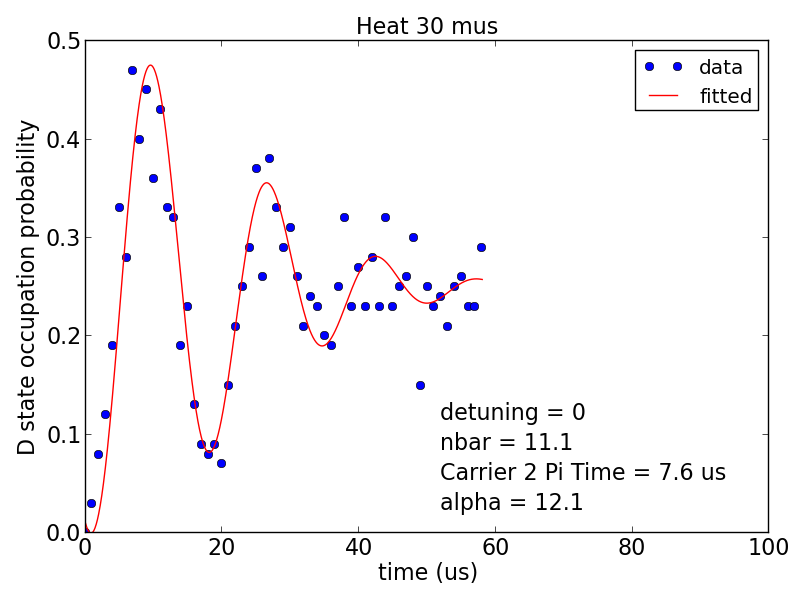 Heat 30 mus
data
fitted
D state occupation probability
0.5
0.4
0.3
0.2
0.1
0.0
detuning = 0
nbar = 11.1
Carrier 2 Pi Time = 7.6 us
alpha = 12.1
0 20 40 60 80 100
time (us)